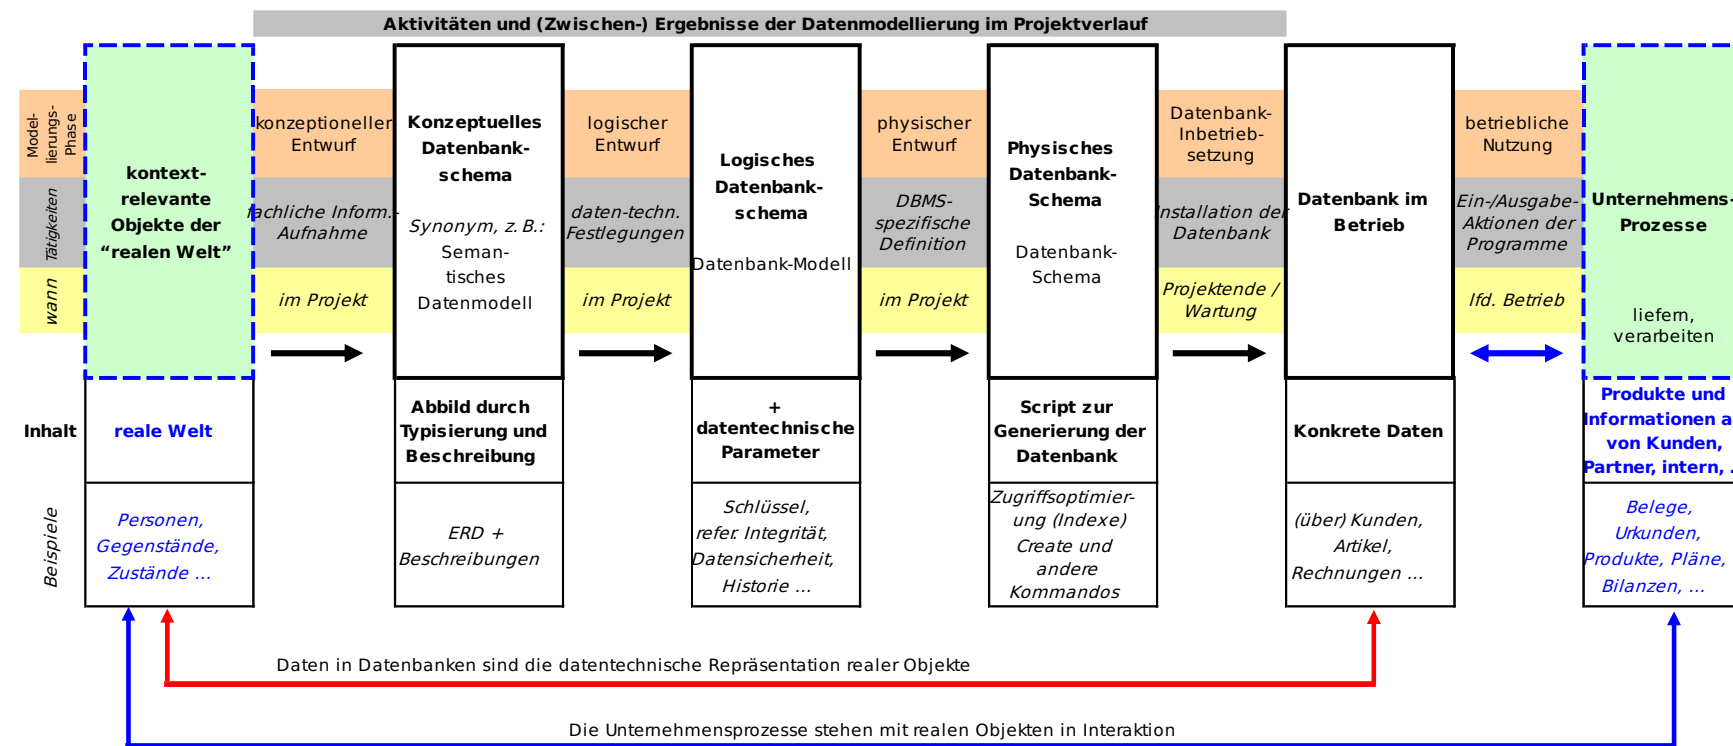 Aktivitäten und (Zwischen-) Ergebnisse der Datenmodellierung im Projektverlauf
Model-
lierungs-
Phase
Tätigkeiten
wann
kontext-
relevante
Objekte der
“realen Welt”
konzeptioneller
Entwurf
fachliche Inform.-
Aufnahme
im Projekt
Konzeptuelles
Datenbank-
schema
Synonym, z.B.:
Seman-
tisches
Datenmodell
logischer
Entwurf
daten-techn.
Festlegungen
im Projekt
Logisches
Datenbank-
schema
Datenbank-Modell
physischer
Entwurf
DBMS-
spezifische
Definition
im Projekt
Physisches
Datenbank-
Schema
Datenbank-
Schema
Datenbank-
Inbetrieb-
setzung
Installation der
Datenbank
Projektende /
Wartung
Datenbank im
Betrieb
betriebliche
Nutzung
Ein-/Ausgabe-
Aktionen der
Programme
lfd. Betrieb
Unternehmens-
Prozesse
liefern,
verarbeiten
Inhalt
reale Welt
Abbild durch
Typisierung und
Beschreibung
+
datentechnische
Parameter
Script zur
Generierung der
Datenbank
Konkrete Daten
Produkte und
Informationen a
von Kunden,
Partner, intern, .
Beispiele
Personen,
Gegenstände,
Zustände ...
ERD +
Beschreibungen
Schlüssel,
refer. Integrität,
Datensicherheit,
Historie ...
Zugriffsoptimier-
ung (Indexe)
Create und
andere
Kommandos
(über) Kunden,
Artikel,
Rechnungen ...
Belege,
Urkunden,
Produkte, Pläne,
Bilanzen, ...
Daten in Datenbanken sind die datentechnische Repräsentation realer Objekte
Die Unternehmensprozesse stehen mit realen Objekten in Interaktion